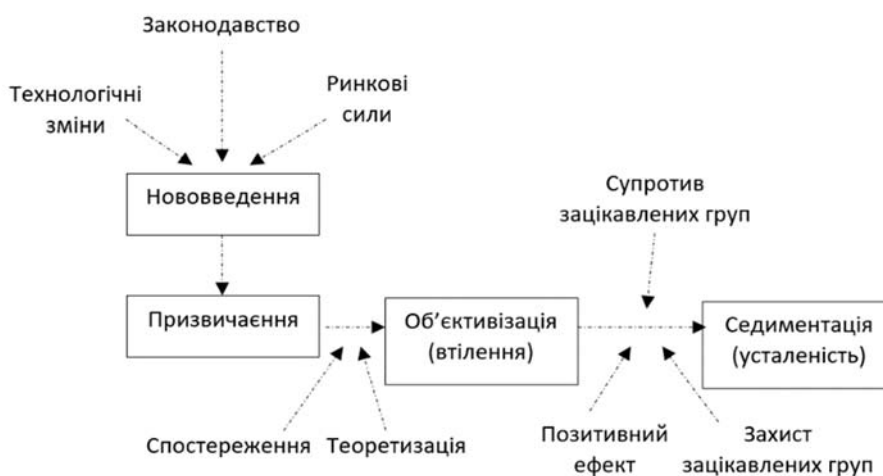 Законодавство
Технологічні
зміни
Ринкові
сили
Нововведення
Супротив
зацікавлених груп
Призвичаєння
Об’єктивізація
(втілення)
Седиментація
(усталеність)
Спостереження
Теоретизація
Позитивний
ефект
Захист
зацікавлених груп